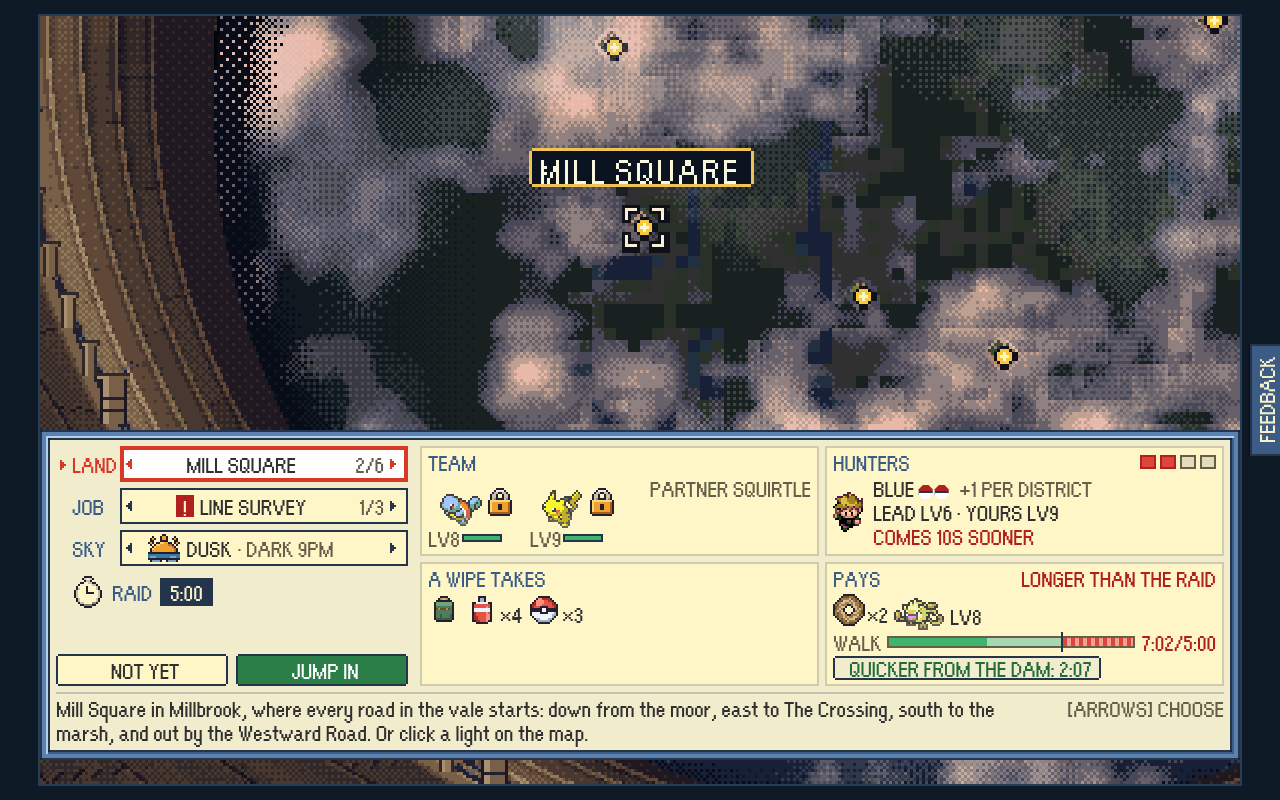 MILL SQUARE
FEEDBACK
LAND MILL SQUARE 2/6
JOB ! LINE SURVEY 1/3
SKY DUSK · DARK 9PM
RAID 5:00
NOT YET JUMP IN
TEAM
PARTNER SQUIRTLE
LV8 LV9
A WIPE TAKES
×4 ×3
HUNTERS
BLUE +1 PER DISTRICT
LEAD LV6 · YOURS LV9
COMES 10S SOONER
PAYS LONGER THAN THE RAID
×2 LV8
WALK 7:02/5:00
QUICKER FROM THE DAM: 2:07
Mill Square in Millbrook, where every road in the vale starts: down from the moor, east to The Crossing, south to the
marsh, and out by the Westward Road. Or click a light on the map.
[ARROWS] CHOOSE